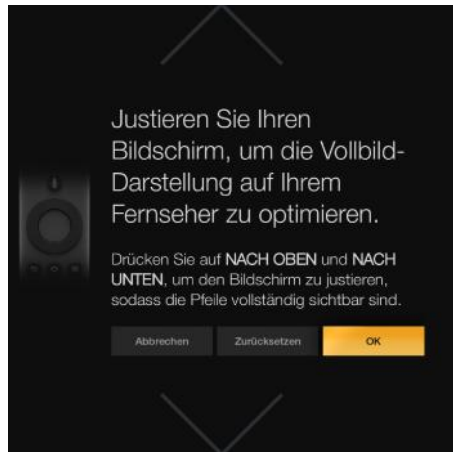 Justieren Sie Ihren
Bildschirm, um die Vollbild-
Darstellung auf Ihrem
Fernseher zu optimieren.
Drücken Sie auf NACH OBEN und NACH
UNTEN, um den Bildschirm zu justieren,
sodass die Pfeile vollständig sichtbar sind.
Abbrechen Zurücksetzen OK